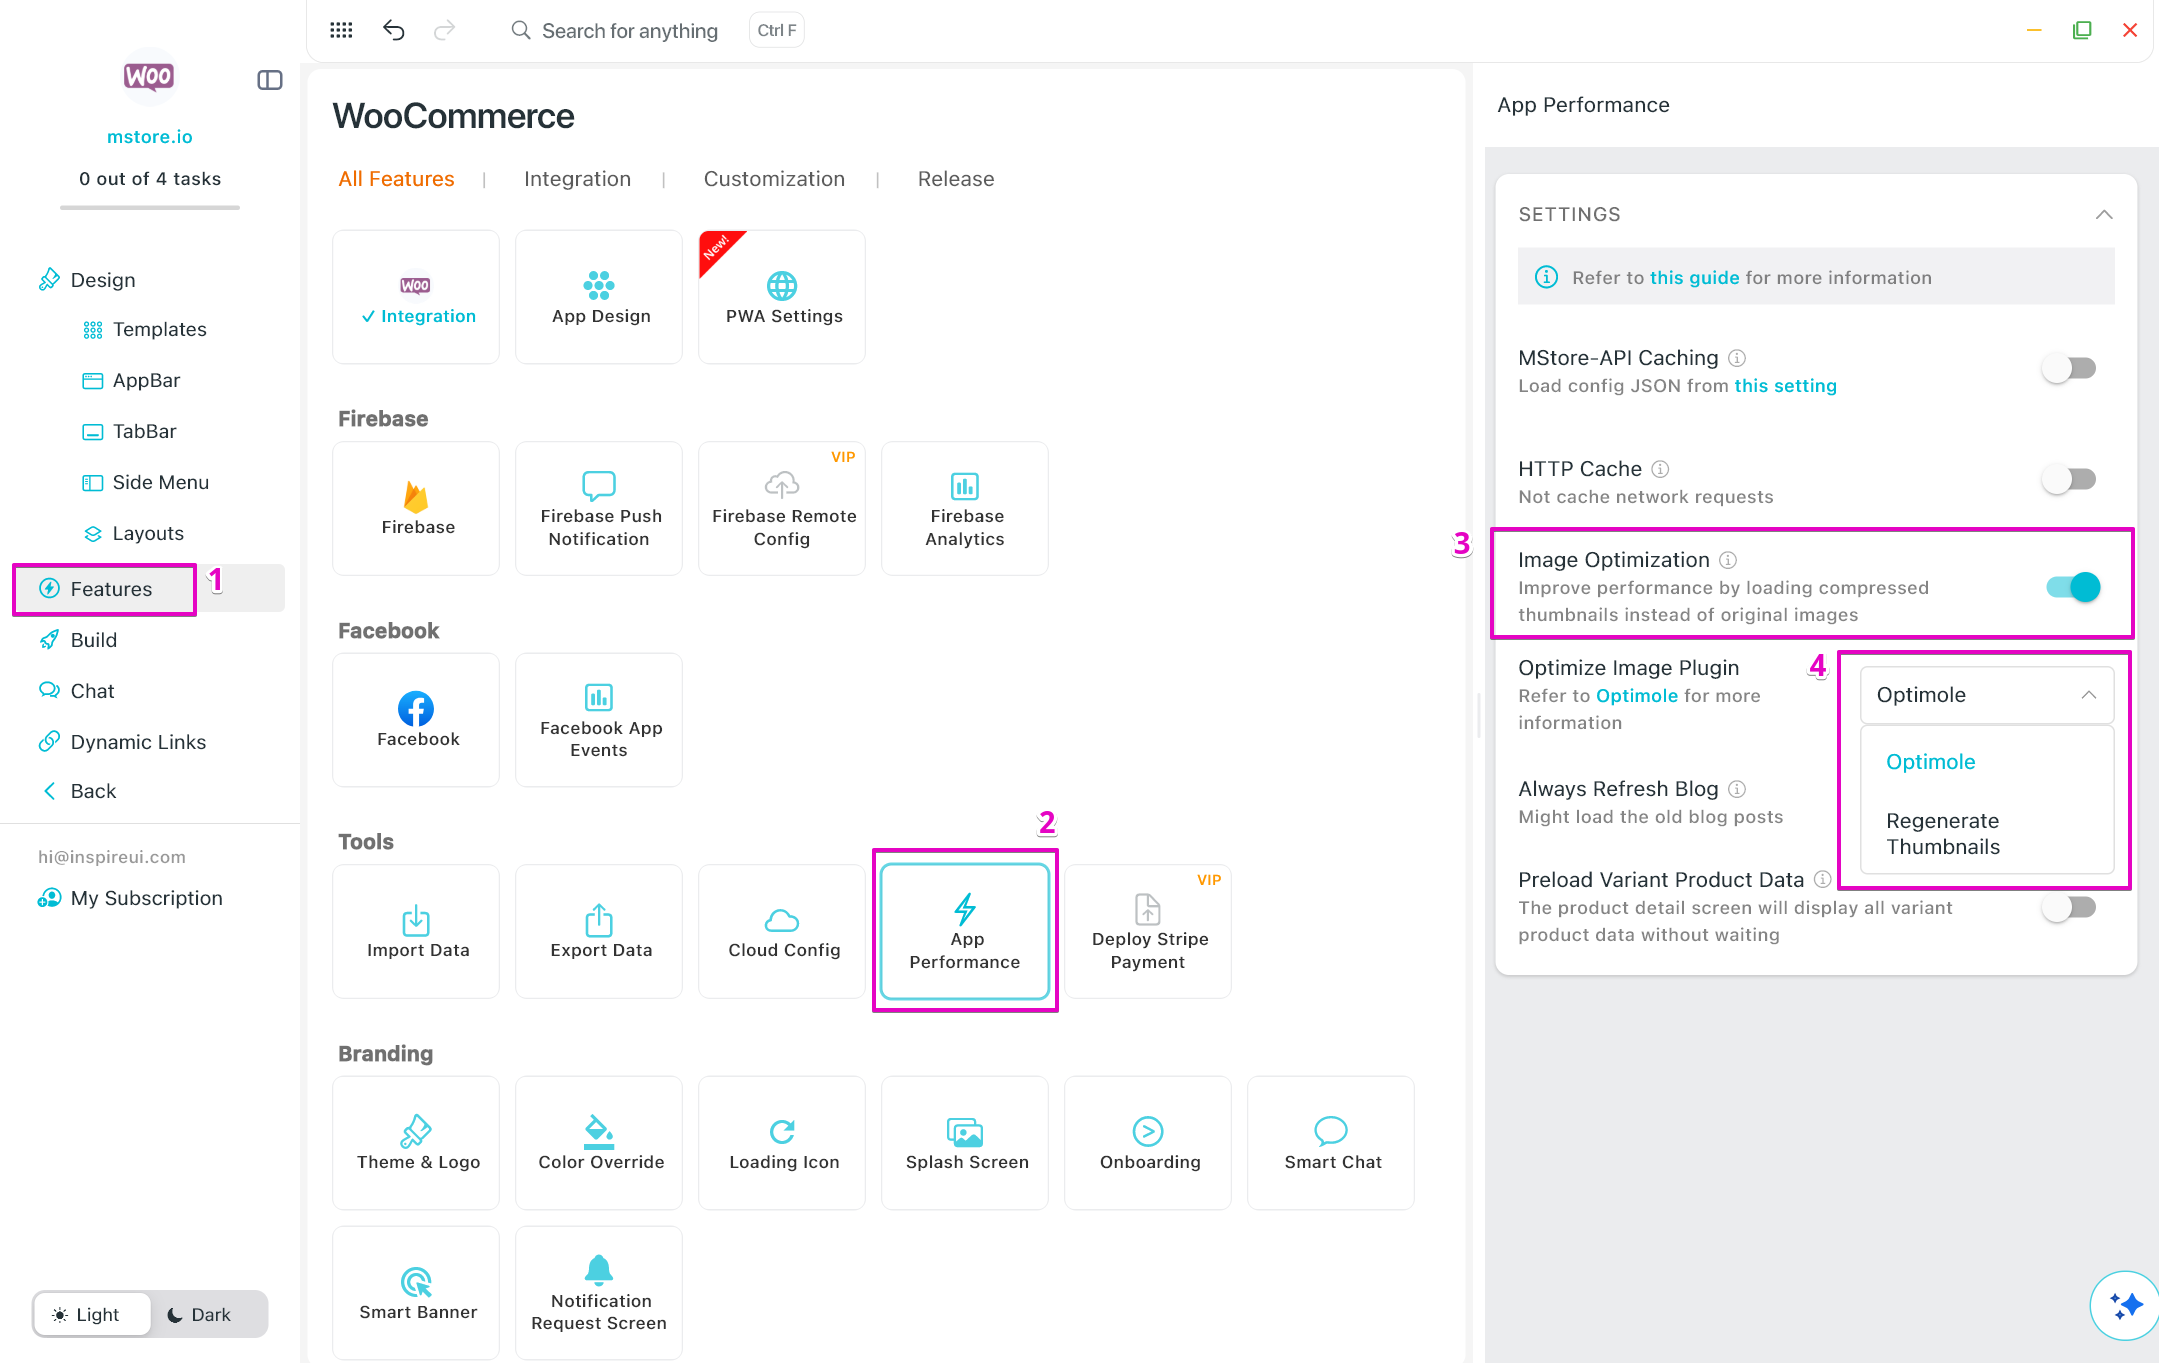 Search for anything
Ctrl F
WOO
mstore.io
0 out of 4 tasks
Design
Templates
AppBar
TabBar
Side Menu
Layouts
Features
1
Build
Chat
Dynamic Links
Back
hi@inspireui.com
My Subscription
Light
Dark
WooCommerce
All Features | Integration | Customization | Release
WOO
✓ Integration
App Design
New!
PWA Settings
Firebase
Firebase
Firebase Push
Notification
VIP
Firebase Remote
Config
Firebase
Analytics
Facebook
Facebook
Facebook App
Events
Tools
Import Data
Export Data
Cloud Config
2
App
Performance
VIP
Deploy Stripe
Payment
Branding
Theme & Logo
Color Override
Loading Icon
Splash Screen
Onboarding
Smart Chat
Smart Banner
Notification
Request Screen
App Performance
SETTINGS
Refer to this guide for more information
MStore-API Caching
Load config JSON from this setting
HTTP Cache
Not cache network requests
3
Image Optimization
Improve performance by loading compressed
thumbnails instead of original images
Optimize Image Plugin
Refer to Optimole for more
information
4
Optimole
Optimole
Regenerate
Thumbnails
Always Refresh Blog
Might load the old blog posts
Preload Variant Product Data
The product detail screen will display all variant
product data without waiting